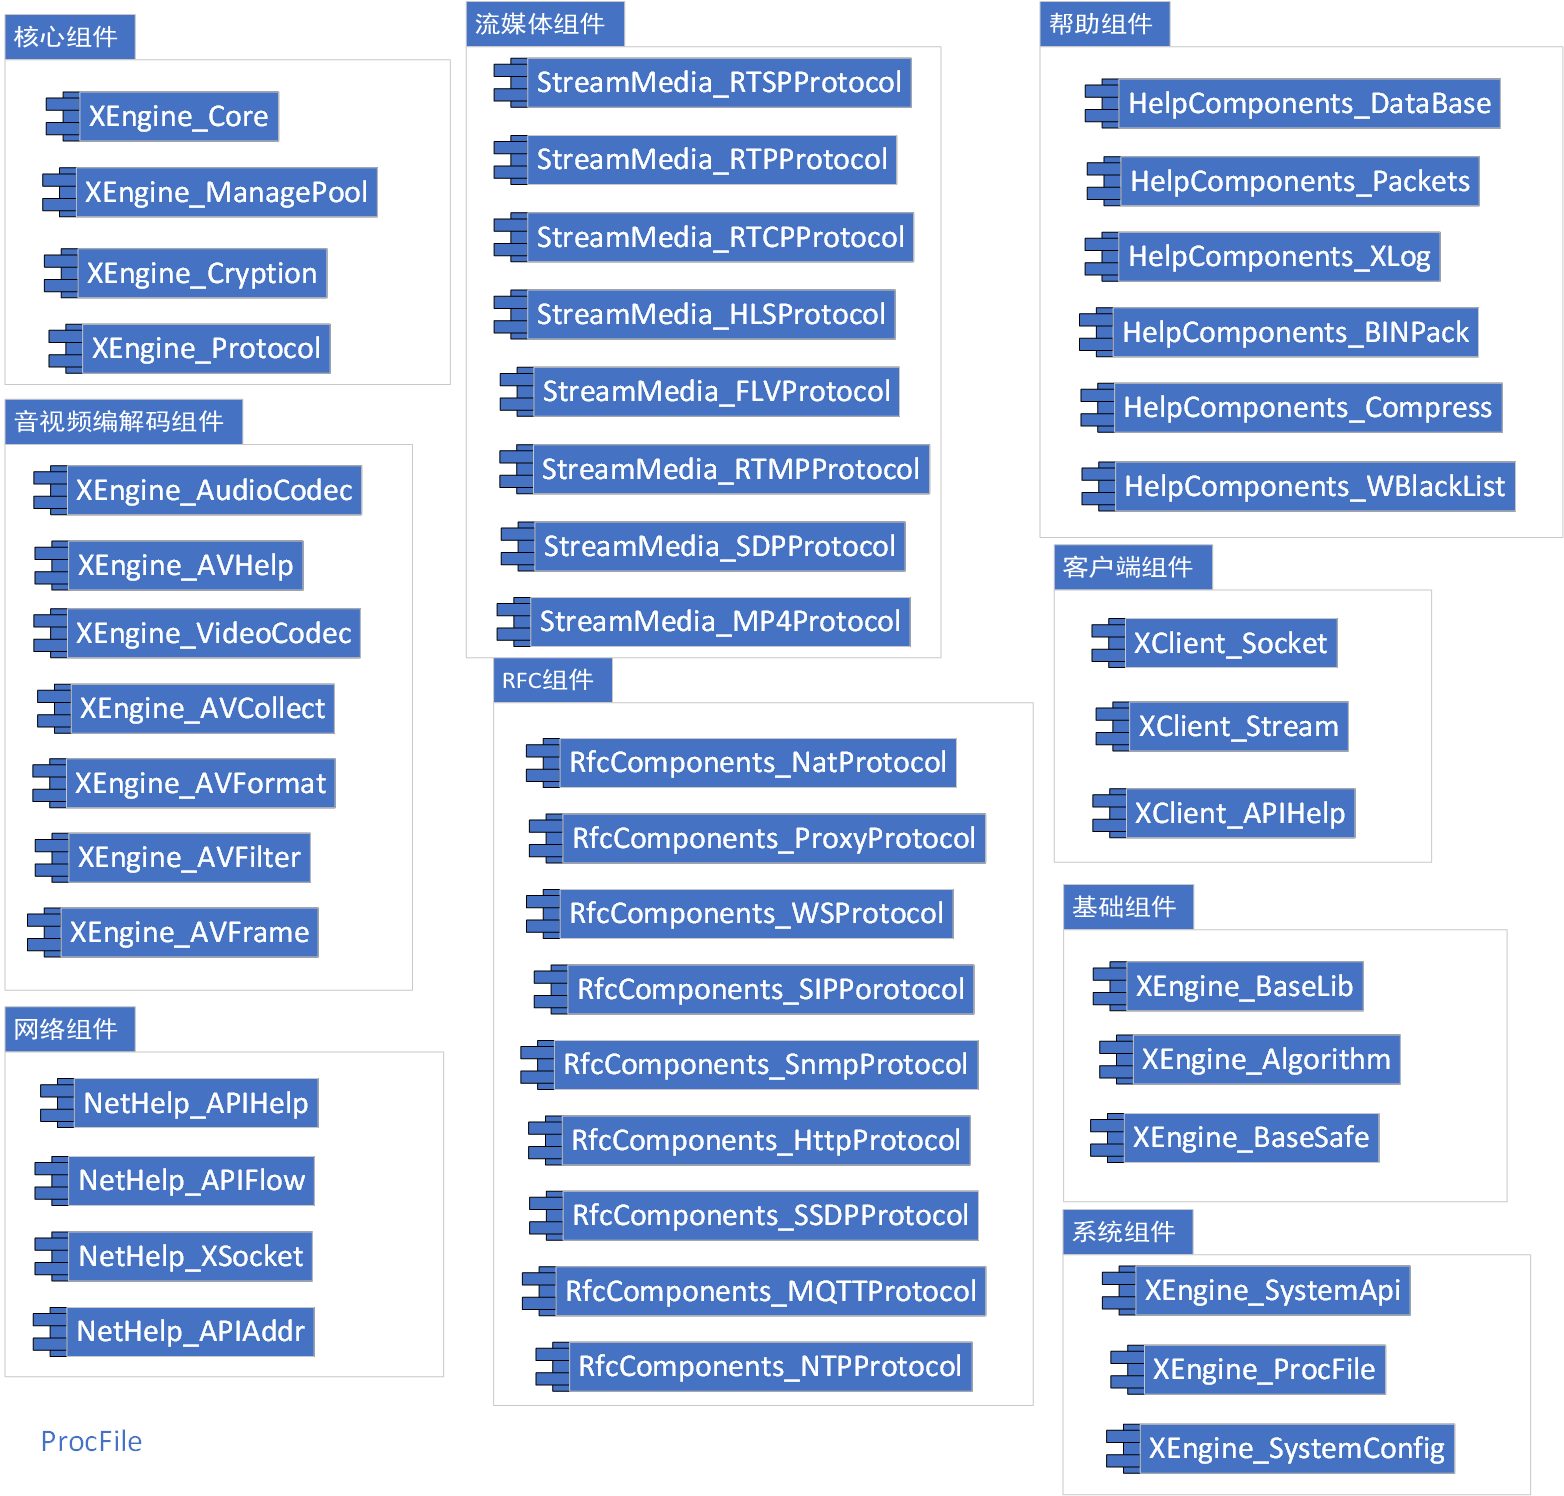 核心组件
XEngine_Core
XEngine_ManagePool
XEngine_Cryption
XEngine_Protocol
音视频编解码组件
XEngine_AudioCodec
XEngine_AVHelp
XEngine_VideoCodec
XEngine_AVCollect
XEngine_AVFormat
XEngine_AVFilter
XEngine_AVFrame
网络组件
NetHelp_APIHelp
NetHelp_APIFlow
NetHelp_XSocket
NetHelp_APIAddr
ProcFile
流媒体组件
StreamMedia_RTSPProtocol
StreamMedia_RTPProtocol
StreamMedia_RTCPProtocol
StreamMedia_HLSProtocol
StreamMedia_FLVProtocol
StreamMedia_RTMPProtocol
StreamMedia_SDPProtocol
StreamMedia_MP4Protocol
RFC组件
RfcComponents_NatProtocol
RfcComponents_ProxyProtocol
RfcComponents_WSProtocol
RfcComponents_SIPPorotocol
RfcComponents_SnmpProtocol
RfcComponents_HttpProtocol
RfcComponents_SSDPProtocol
RfcComponents_MQTTProtocol
RfcComponents_NTPProtocol
帮助组件
HelpComponents_DataBase
HelpComponents_Packets
HelpComponents_XLog
HelpComponents_BINPack
HelpComponents_Compress
HelpComponents_WBlackList
客户端组件
XClient_Socket
XClient_Stream
XClient_APIHelp
基础组件
XEngine_BaseLib
XEngine_Algorithm
XEngine_BaseSafe
系统组件
XEngine_SystemApi
XEngine_ProcFile
XEngine_SystemConfig